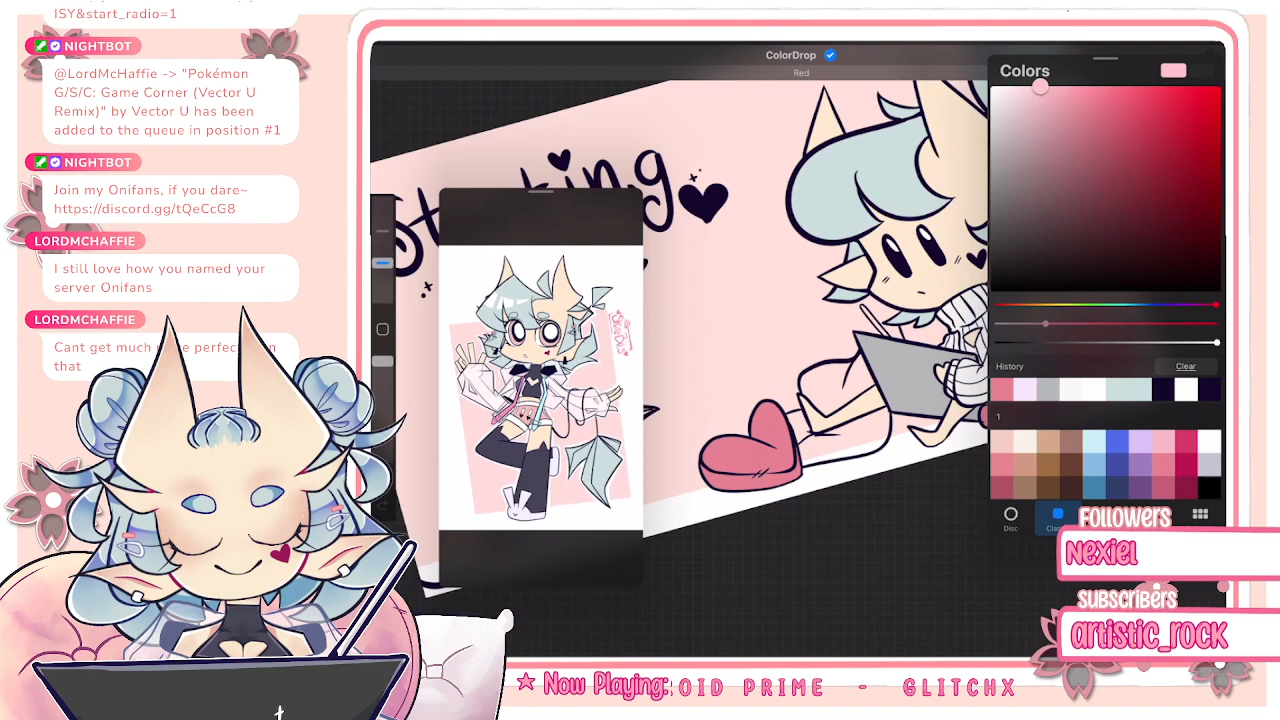 ISY&start_radio=1
NIGHTBOT
@LordMcHaffie -> "Pokémon
G/S/C: Game Corner (Vector U
Remix)" by Vector U has been
added to the queue in position #1
NIGHTBOT
Join my Onifans, if you dare~
https://discord.gg/tQeCcG8
LORDMCHAFFIE
I still love how you named your
server Onifans
LORDMCHAFFIE
Cant get much
that
ColorDrop
Red
Colors
History
Clear
1
Disc
Followers
Nexiel
Subscribers
artistic_rock
★ Now Playing: OID PRIME - GLITCHX